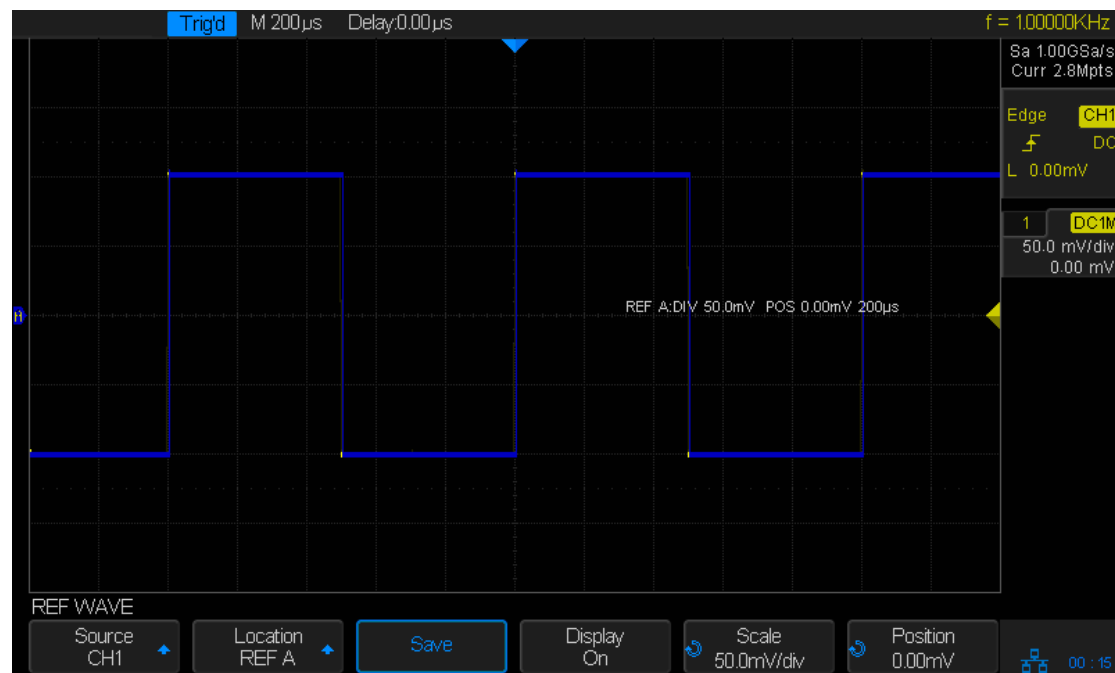 Trig'd M 200µs Delay:0.00µs f = 1.00000KHz
Sa 1.00GSa/s
Curr 2.8Mpts
Edge CH1
DC
L 0.00mV
1 DC1M
50.0 mV/div
0.00 mV
REF A:DIV 50.0mV POS 0.00mV 200µs
REF WAVE
Source
CH1
Location
REF A
Save
Display
On
Scale
50.0mV/div
Position
0.00mV
00 : 15